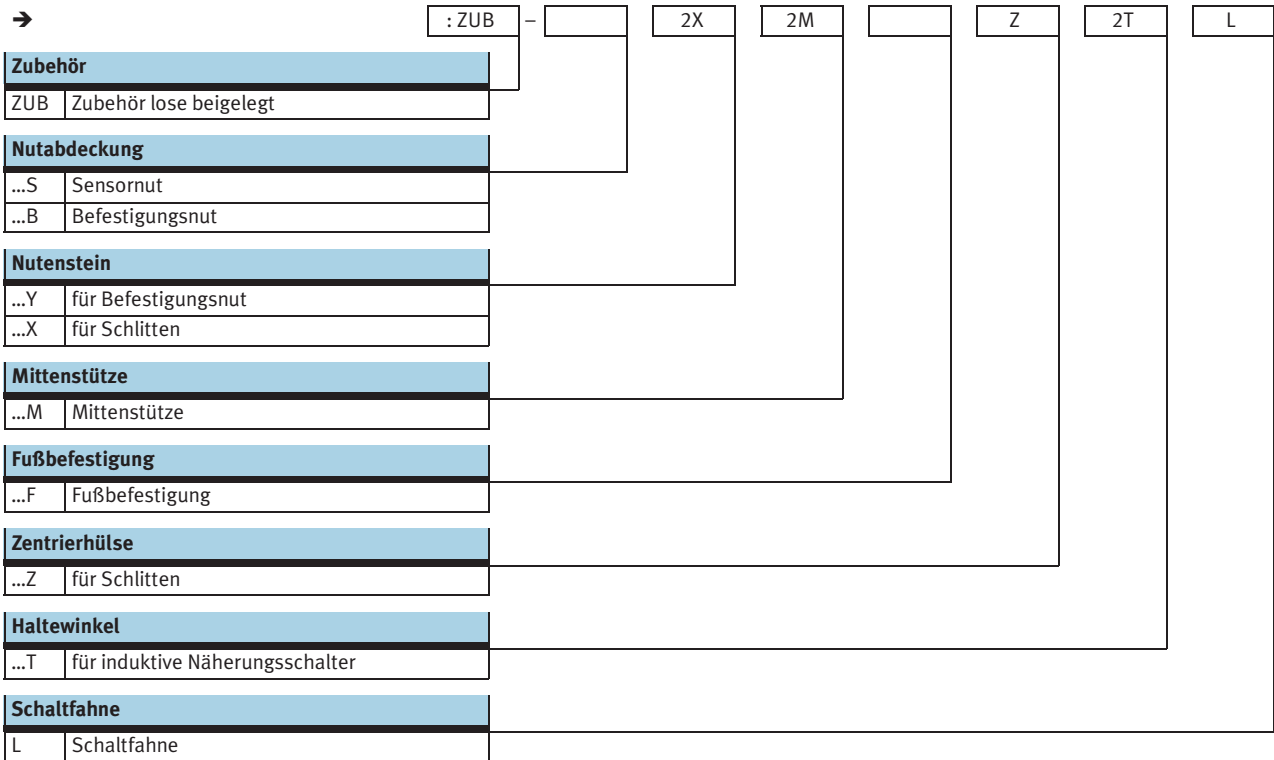 ➔ : ZUB – 2X 2M Z 2T L
Zubehör
ZUB Zubehör lose beigelegt
Nutabdeckung
...S Sensornut
...B Befestigungsnut
Nutenstein
...Y für Befestigungsnut
...X für Schlitten
Mittenstütze
...M Mittenstütze
Fußbefestigung
...F Fußbefestigung
Zentrierhülse
...Z für Schlitten
Haltewinkel
...T für induktive Näherungsschalter
Schaltfahne
L Schaltfahne